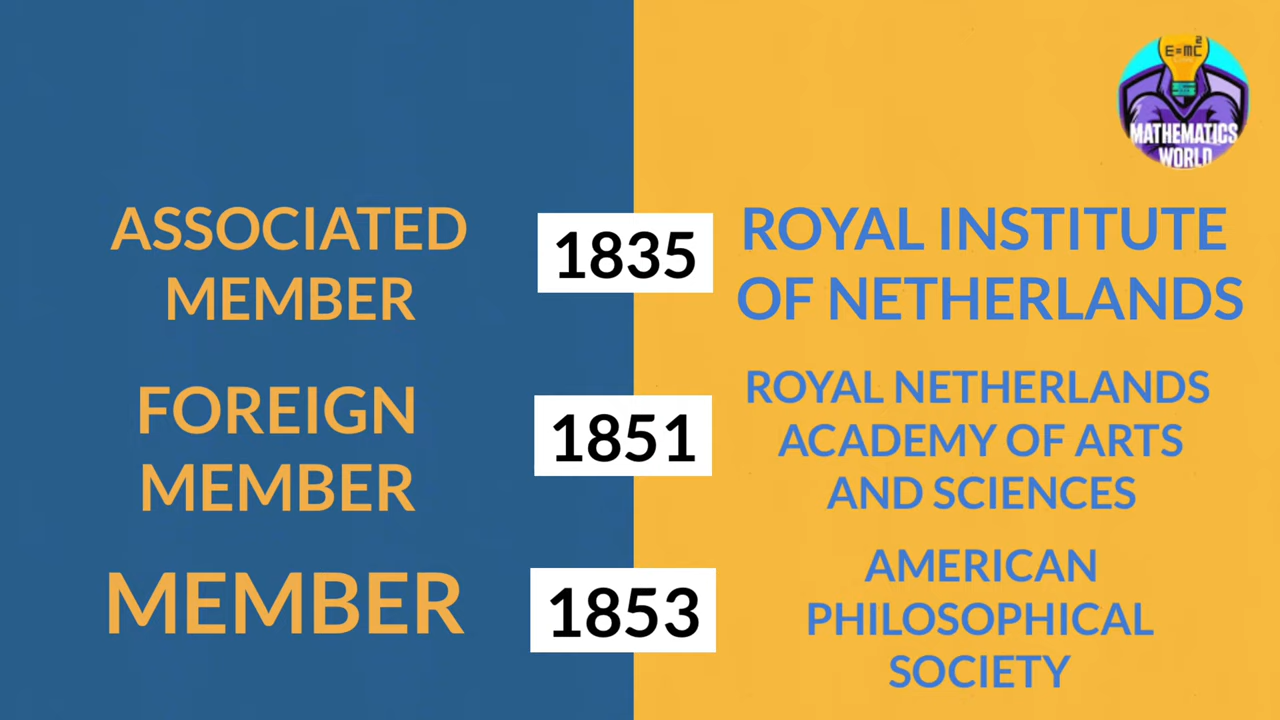 E=MC²
MATHEMATICS
WORLD
ASSOCIATED
MEMBER
1835
ROYAL INSTITUTE
OF NETHERLANDS
FOREIGN
MEMBER
1851
ROYAL NETHERLANDS
ACADEMY OF ARTS
AND SCIENCES
MEMBER
1853
AMERICAN
PHILOSOPHICAL
SOCIETY